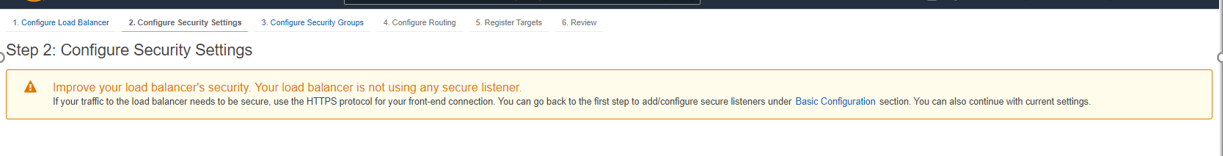 1. Configure Load Balancer 2. Configure Security Settings 3. Configure Security Groups 4. Configure Routing 5. Register Targets 6. Review
Step 2: Configure Security Settings
Improve your load balancer's security. Your load balancer is not using any secure listener.
If your traffic to the load balancer needs to be secure, use the HTTPS protocol for your front-end connection. You can go back to the first step to add/configure secure listeners under Basic Configuration section. You can also continue with current settings.